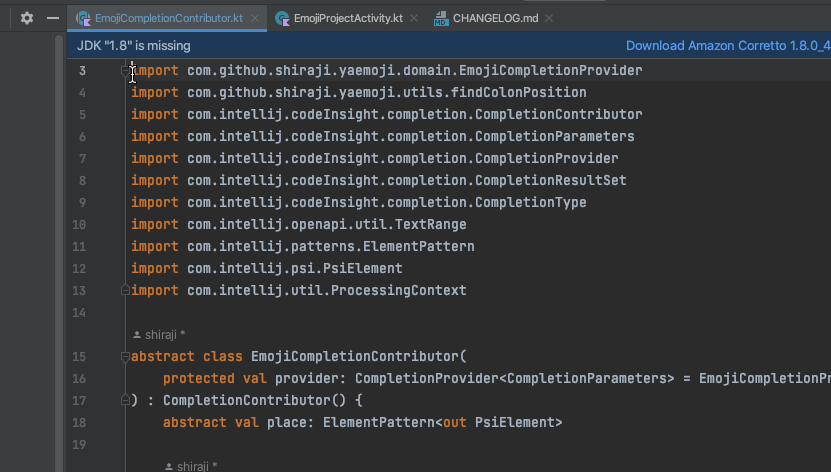 EmojiCompletionContributor.kt EmojiProjectActivity.kt CHANGELOG.md
JDK "1.8" is missing Download Amazon Corretto 1.8.0_4
3 import com.github.shiraji.yaemoji.domain.EmojiCompletionProvider
4 import com.github.shiraji.yaemoji.utils.findColonPosition
5 import com.intellij.codeInsight.completion.CompletionContributor
6 import com.intellij.codeInsight.completion.CompletionParameters
7 import com.intellij.codeInsight.completion.CompletionProvider
8 import com.intellij.codeInsight.completion.CompletionResultSet
9 import com.intellij.codeInsight.completion.CompletionType
10 import com.intellij.openapi.util.TextRange
11 import com.intellij.patterns.ElementPattern
12 import com.intellij.psi.PsiElement
13 import com.intellij.util.ProcessingContext
14
shiraji *
15 abstract class EmojiCompletionContributor(
16 protected val provider: CompletionProvider<CompletionParameters> = EmojiCompletionPr
17 ) : CompletionContributor() {
18 abstract val place: ElementPattern<out PsiElement>
19
shiraji *